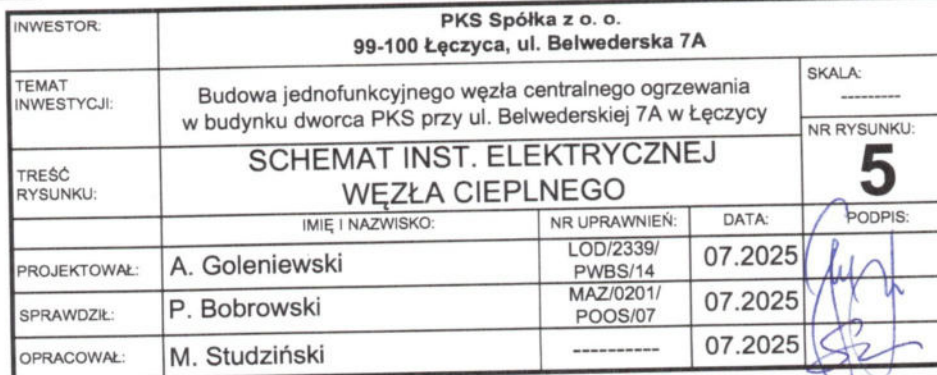 INWESTOR:
PKS Spółka z o. o.
99-100 Łęczyca, ul. Belwederska 7A
TEMAT
INWESTYCJI:
Budowa jednofunkcyjnego węzła centralnego ogrzewania
w budynku dworca PKS przy ul. Belwederskiej 7A w Łęczycy
SKALA:
---------
NR RYSUNKU:
5
TREŚĆ
RYSUNKU:
SCHEMAT INST. ELEKTRYCZNEJ
WĘZŁA CIEPLNEGO
IMIĘ I NAZWISKO:
NR UPRAWNIEŃ:
DATA:
PODPIS:
PROJEKTOWAŁ:
A. Goleniewski
LOD/2339/
PWBS/14
07.2025
SPRAWDZIŁ:
P. Bobrowski
MAZ/0201/
POOS/07
07.2025
OPRACOWAŁ:
M. Studziński
----------
07.2025